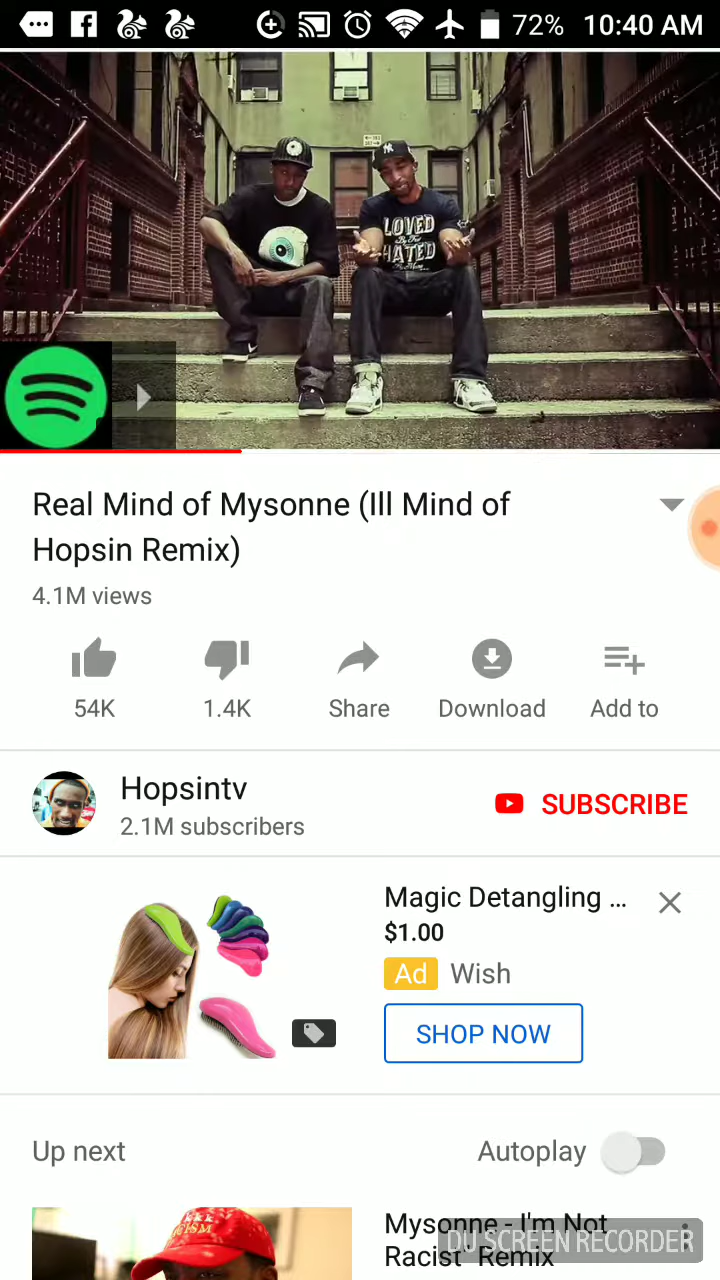 72% 10:40 AM
LOVED
HATED
Real Mind of Mysonne (Ill Mind of
Hopsin Remix)
4.1M views
54K
1.4K
Share
Download
Add to
Hopsintv
2.1M subscribers
SUBSCRIBE
Magic Detangling ...
$1.00
Ad Wish
SHOP NOW
Up next
Autoplay
Mysonne - I'm Not
Racist' Remix
DU SCREEN RECORDER